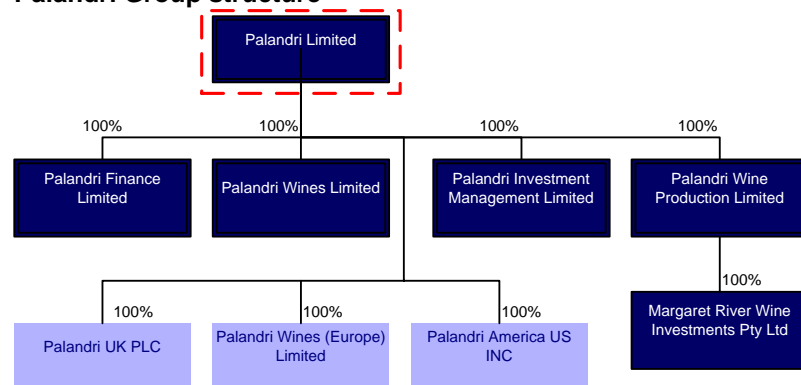 Palandri Group Structure
Palandri Limited
100%
100%
100%
100%
Palandri Finance
Limited
Palandri Wines Limited
Palandri Investment
Management Limited
Palandri Wine
Production Limited
100%
100%
100%
100%
Palandri UK PLC
Palandri Wines (Europe)
Limited
Palandri America US
INC
Margaret River Wine
Investments Pty Ltd